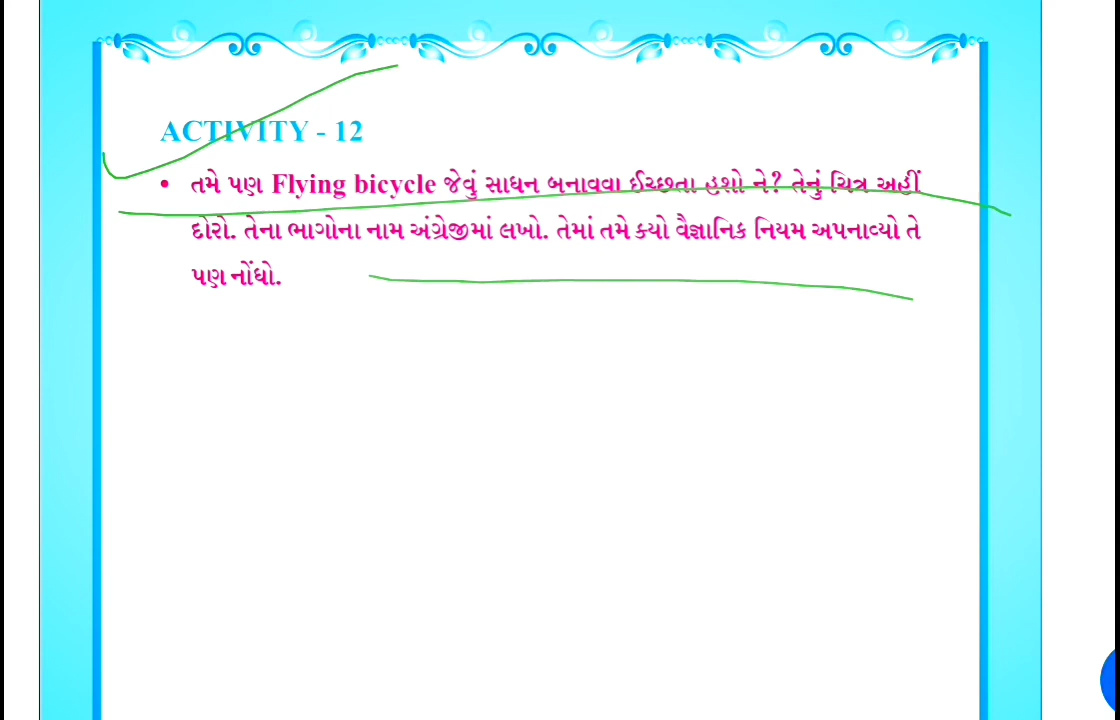 ACTIVITY - 12
• તમે પણ Flying bicycle જેવું સાધન બનાવવા ઈચ્છતા હશો ને? તેનું ચિત્ર અહીં
દોરો. તેના ભાગોના નામ અંગ્રેજીમાં લખો. તેમાં તમે ક્યો વૈજ્ઞાનિક નિયમ અપનાવ્યો તે
પણ નોંધો.